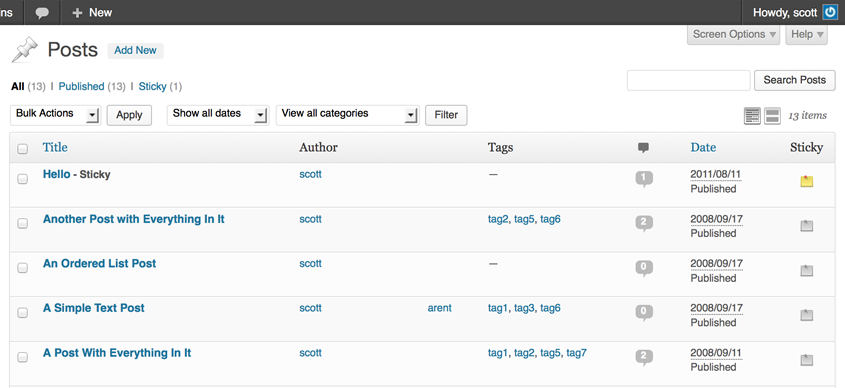 ns New Howdy, scott
Screen Options ▼ Help ▼
Posts Add New
All (13) | Published (13) | Sticky (1)
Search Posts
Bulk Actions Apply Show all dates View all categories Filter 13 items
Title Author Tags Date Sticky
Hello - Sticky scott — 1 2011/08/11
Published
Another Post with Everything In It scott tag2, tag5, tag6 2 2008/09/17
Published
An Ordered List Post scott — 0 2008/09/17
Published
A Simple Text Post scott arent tag1, tag3, tag6 0 2008/09/17
Published
A Post With Everything In It scott tag1, tag2, tag5, tag7 2 2008/09/11
Published